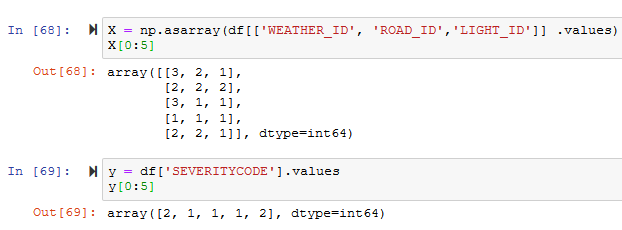 In [68]: X = np.asarray(df[['WEATHER_ID', 'ROAD_ID','LIGHT_ID']] .values)
X[0:5]
Out[68]: array([[3, 2, 1],
[2, 2, 2],
[3, 1, 1],
[1, 1, 1],
[2, 2, 1]], dtype=int64)
In [69]: y = df['SEVERITYCODE'].values
y[0:5]
Out[69]: array([2, 1, 1, 1, 2], dtype=int64)